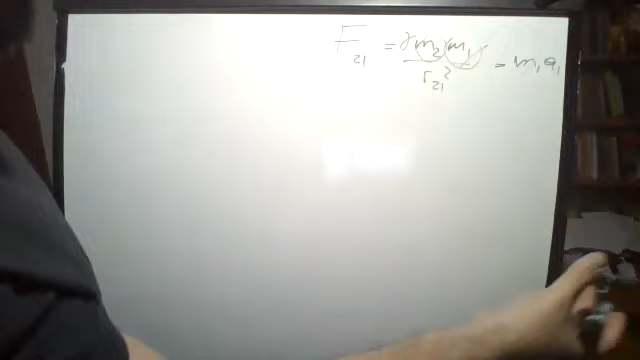 F₂₁ = γm₂m₁/r₂₁² = m₁a₁